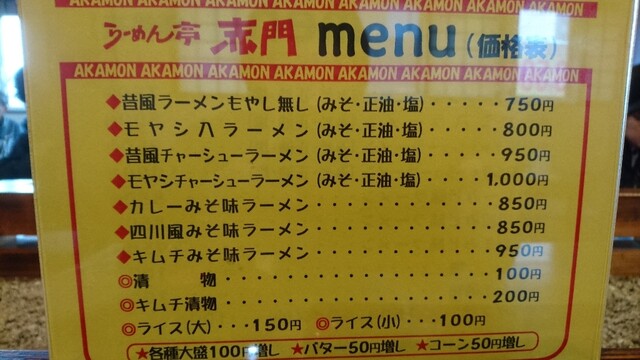 AKAMON AKAMON AKAMON AKAMON AKAMON AKAMON AKAMON
らーめん亭 赤門 menu (価格表)
AKAMON AKAMON AKAMON AKAMON AKAMON AKAMON AKAMON
◆昔風ラーメンもやし無し(みそ・正油・塩)・・・・・750円
◆モヤシ入ラーメン(みそ・正油・塩)・・・・・800円
◆昔風チャーシューラーメン(みそ・正油・塩)・・・・・950円
◆モヤシチャーシューラーメン(みそ・正油・塩)・・・・1,000円
◆カレーみそ味ラーメン・・・・・・・・・・・850円
◆四川風みそ味ラーメン・・・・・・・・・・・850円
◆キムチみそ味ラーメン・・・・・・・・・・・950円
◎漬　物・・・・・・・・・・・・・・・・100円
◎キムチ漬物・・・・・・・・・・・・・・・200円
◎ライス(大)・・・150円 ◎ライス(小)・・・100円
★各種大盛100円増し ★バター50円増し ★コーン50円増し